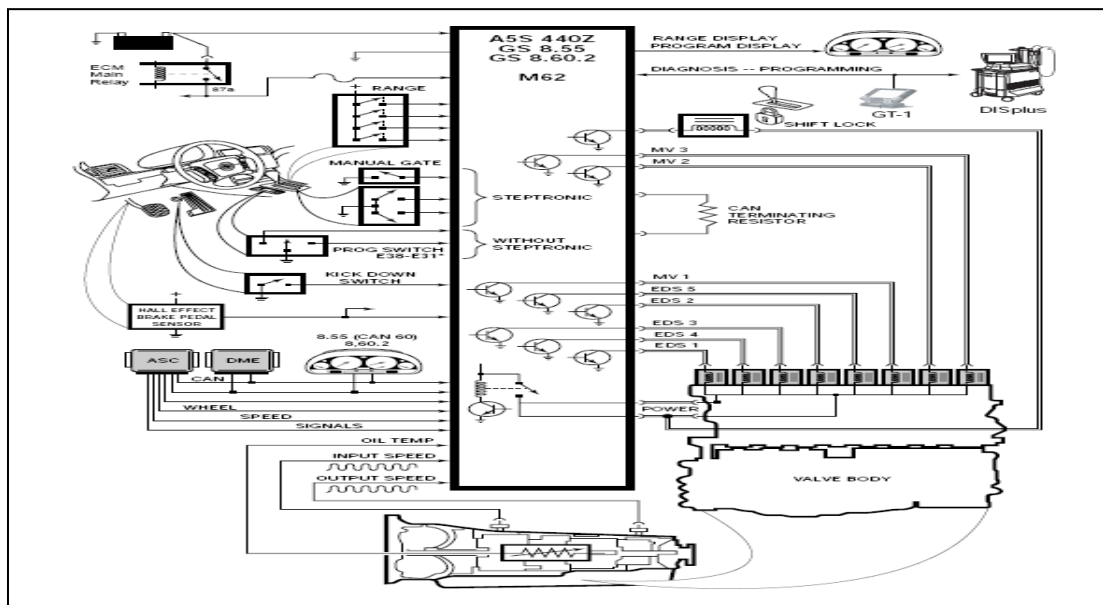 A5S 440Z
GS 8.55
GS 8.60.2
M62
ECM
Main
Relay
87a
RANGE DISPLAY
PROGRAM DISPLAY
DIAGNOSIS -- PROGRAMMING
GT-1
DISplus
RANGE
SHIFT LOCK
MV 3
MV 2
MANUAL GATE
STEPTRONIC
CAN
TERMINATING
RESISTOR
WITHOUT
STEPTRONIC
PROG SWITCH
E38-E31*
KICK DOWN
SWITCH
MV 1
EDS 5
EDS 2
HALL EFFECT
BRAKE PEDAL
SENSOR
EDS 3
EDS 4
EDS 1
8.55 (CAN 60)
8,60.2
ASC
DME
CAN
WHEEL
SPEED
SIGNALS
POWER
OIL TEMP
INPUT SPEED
OUTPUT SPEED
VALVE BODY